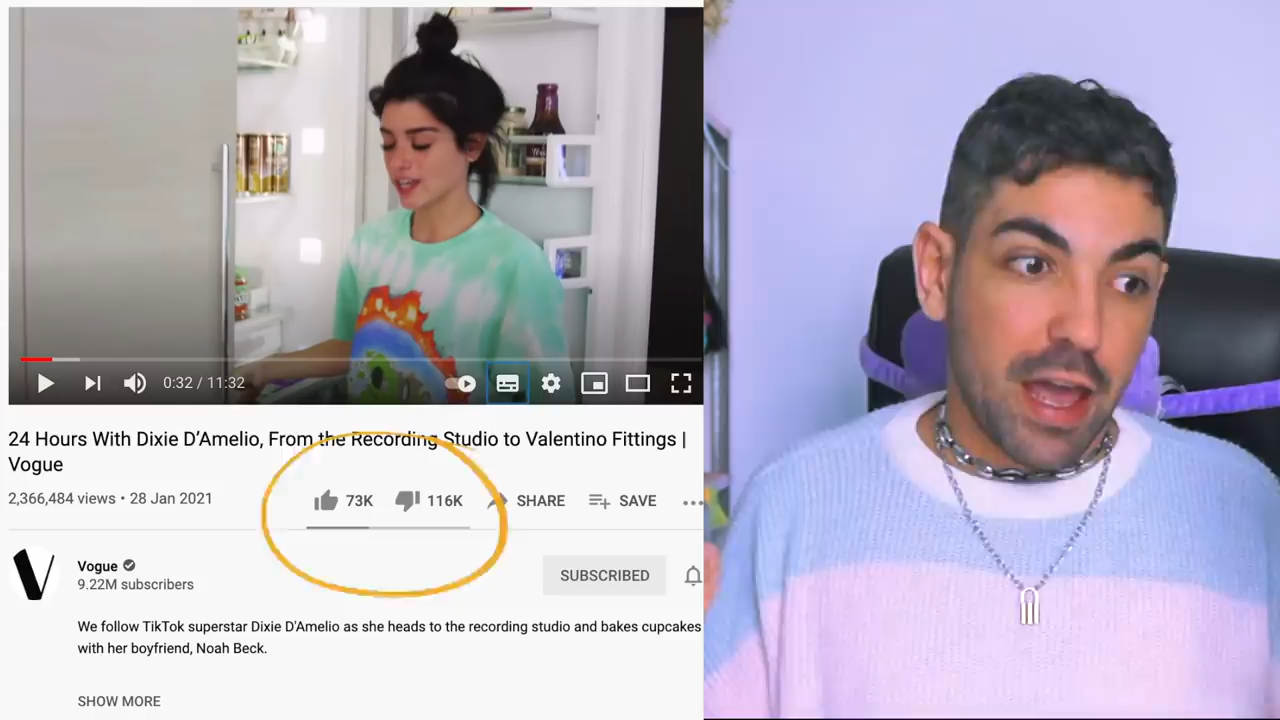 0:32 / 11:32
24 Hours With Dixie D'Amelio, From the Recording Studio to Valentino Fittings |
Vogue
2,366,484 views • 28 Jan 2021
73K
116K
SHARE
SAVE
Vogue
9.22M subscribers
SUBSCRIBED
We follow TikTok superstar Dixie D'Amelio as she heads to the recording studio and bakes cupcakes
with her boyfriend, Noah Beck.
SHOW MORE